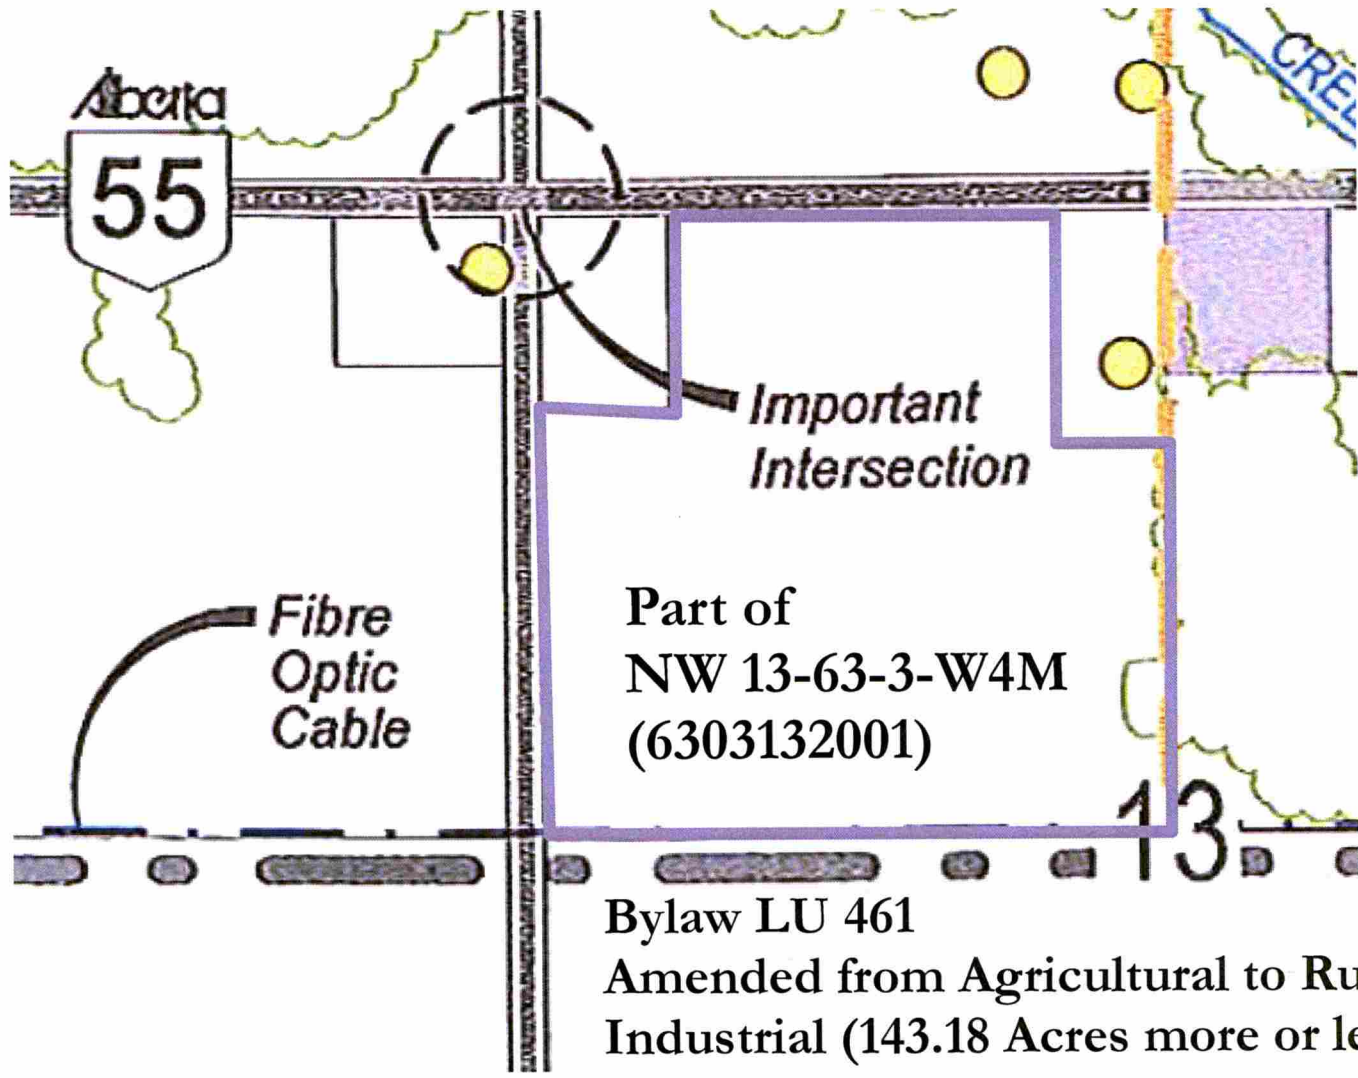 Alberta
55
CREE
Important
Intersection
Fibre
Optic
Cable
Part of
NW 13-63-3-W4M
(6303132001)
13
Bylaw LU 461
Amended from Agricultural to Ru
Industrial (143.18 Acres more or le